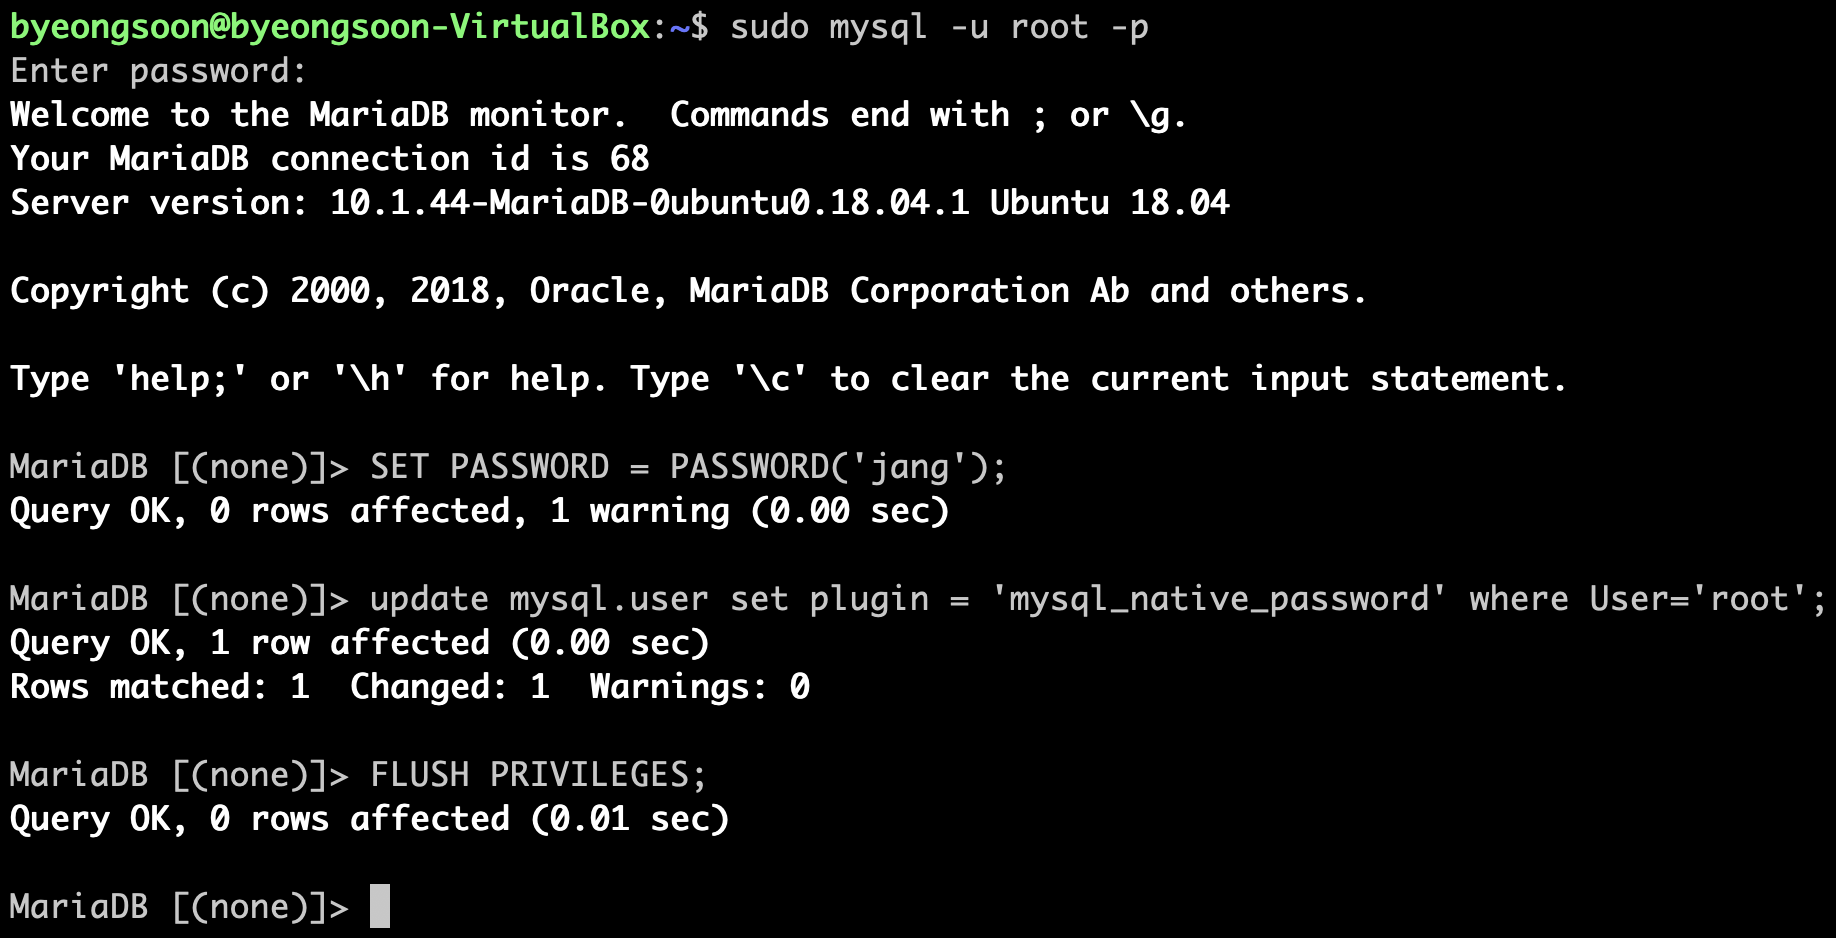 byeongsoon@byeongsoon-VirtualBox:~$ sudo mysql -u root -p
Enter password:
Welcome to the MariaDB monitor.  Commands end with ; or \g.
Your MariaDB connection id is 68
Server version: 10.1.44-MariaDB-0ubuntu0.18.04.1 Ubuntu 18.04
Copyright (c) 2000, 2018, Oracle, MariaDB Corporation Ab and others.
Type 'help;' or '\h' for help. Type '\c' to clear the current input statement.
MariaDB [(none)]> SET PASSWORD = PASSWORD('jang');
Query OK, 0 rows affected, 1 warning (0.00 sec)
MariaDB [(none)]> update mysql.user set plugin = 'mysql_native_password' where User='root';
Query OK, 1 row affected (0.00 sec)
Rows matched: 1  Changed: 1  Warnings: 0
MariaDB [(none)]> FLUSH PRIVILEGES;
Query OK, 0 rows affected (0.01 sec)
MariaDB [(none)]>